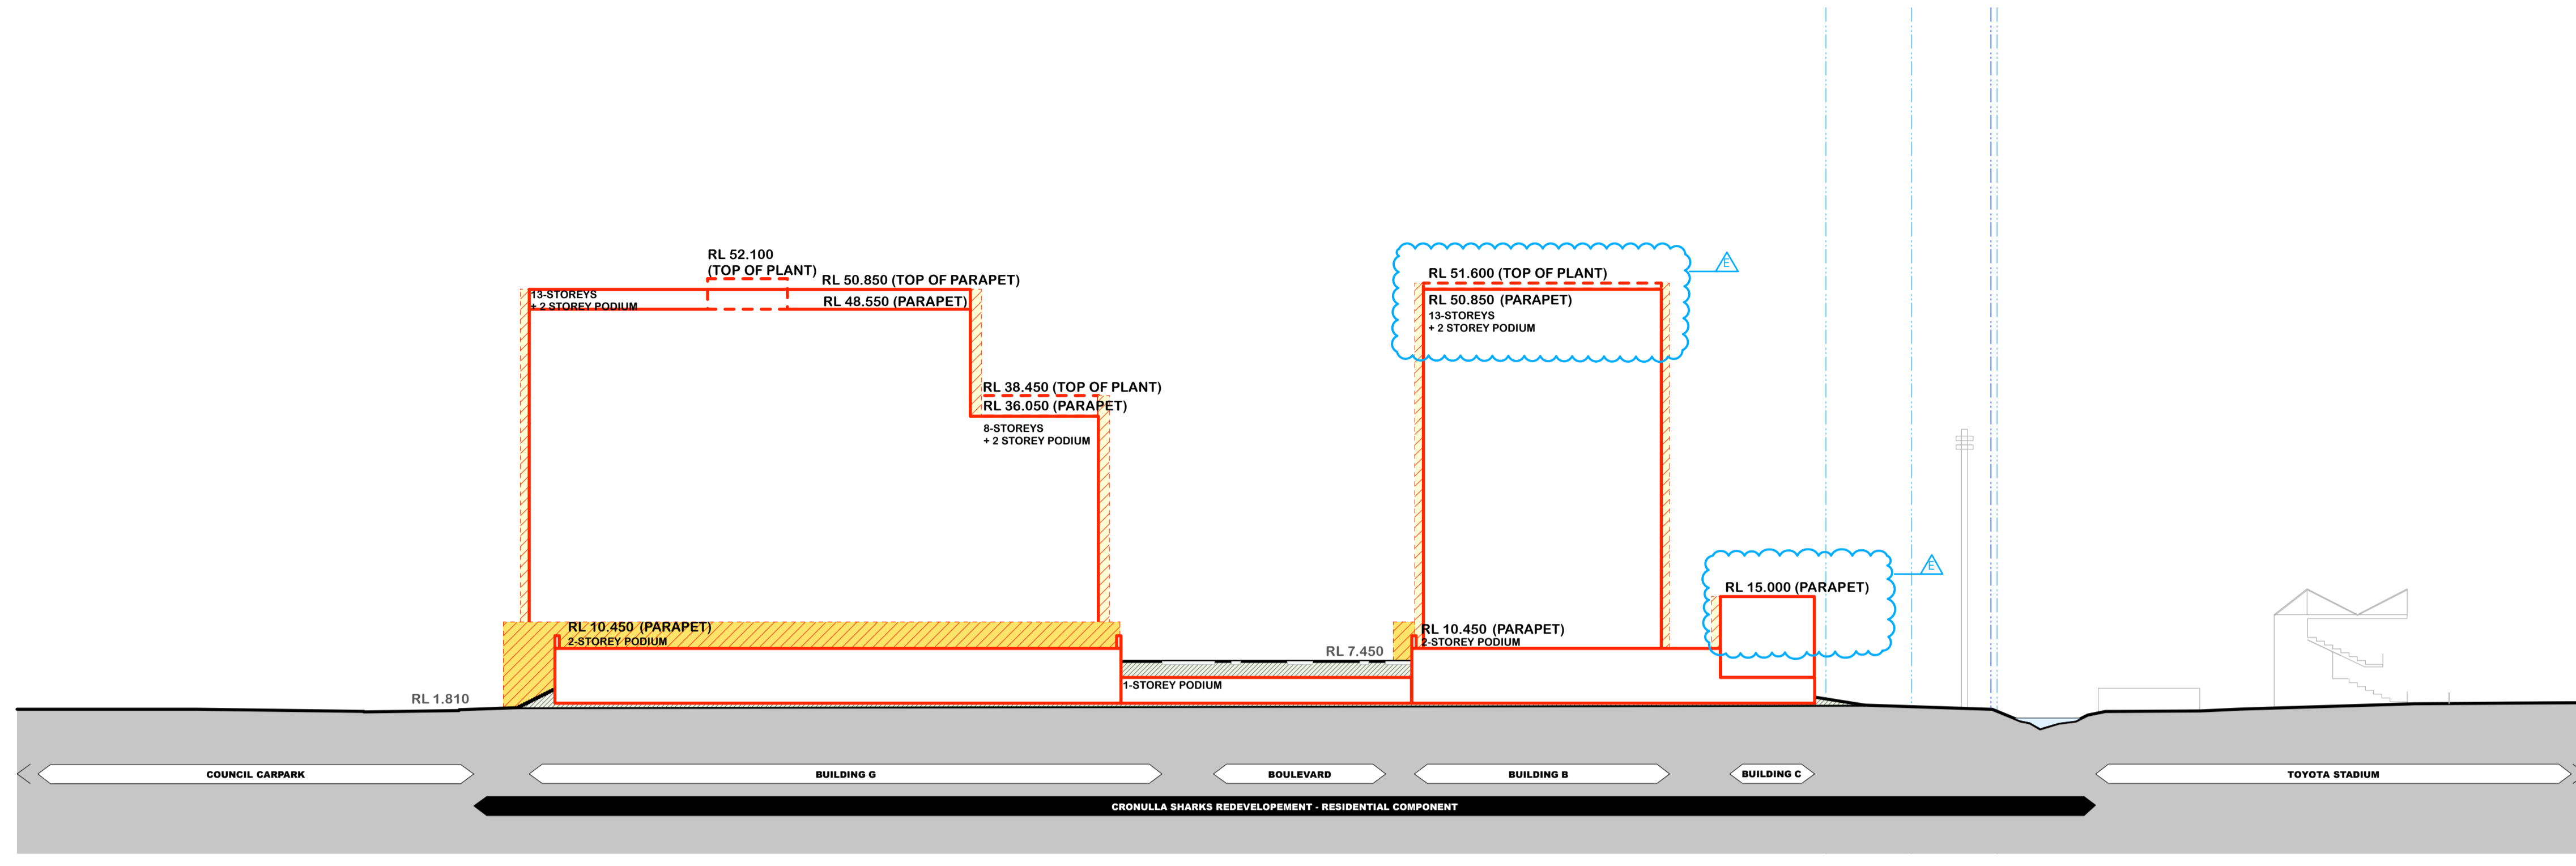 RL 52.100
(TOP OF PLANT)
RL 50.850 (TOP OF PARAPET)
13-STOREYS
+ 2 STOREY PODIUM
RL 48.550 (PARAPET)
RL 38.450 (TOP OF PLANT)
RL 36.050 (PARAPET)
8-STOREYS
+ 2 STOREY PODIUM
RL 51.600 (TOP OF PLANT)
RL 50.850 (PARAPET)
13-STOREYS
+ 2 STOREY PODIUM
E
RL 15.000 (PARAPET)
E
RL 10.450 (PARAPET)
2-STOREY PODIUM
RL 7.450
1-STOREY PODIUM
RL 10.450 (PARAPET)
2-STOREY PODIUM
RL 1.810
COUNCIL CARPARK
BUILDING G
BOULEVARD
BUILDING B
BUILDING C
TOYOTA STADIUM
CRONULLA SHARKS REDEVELOPEMENT - RESIDENTIAL COMPONENT